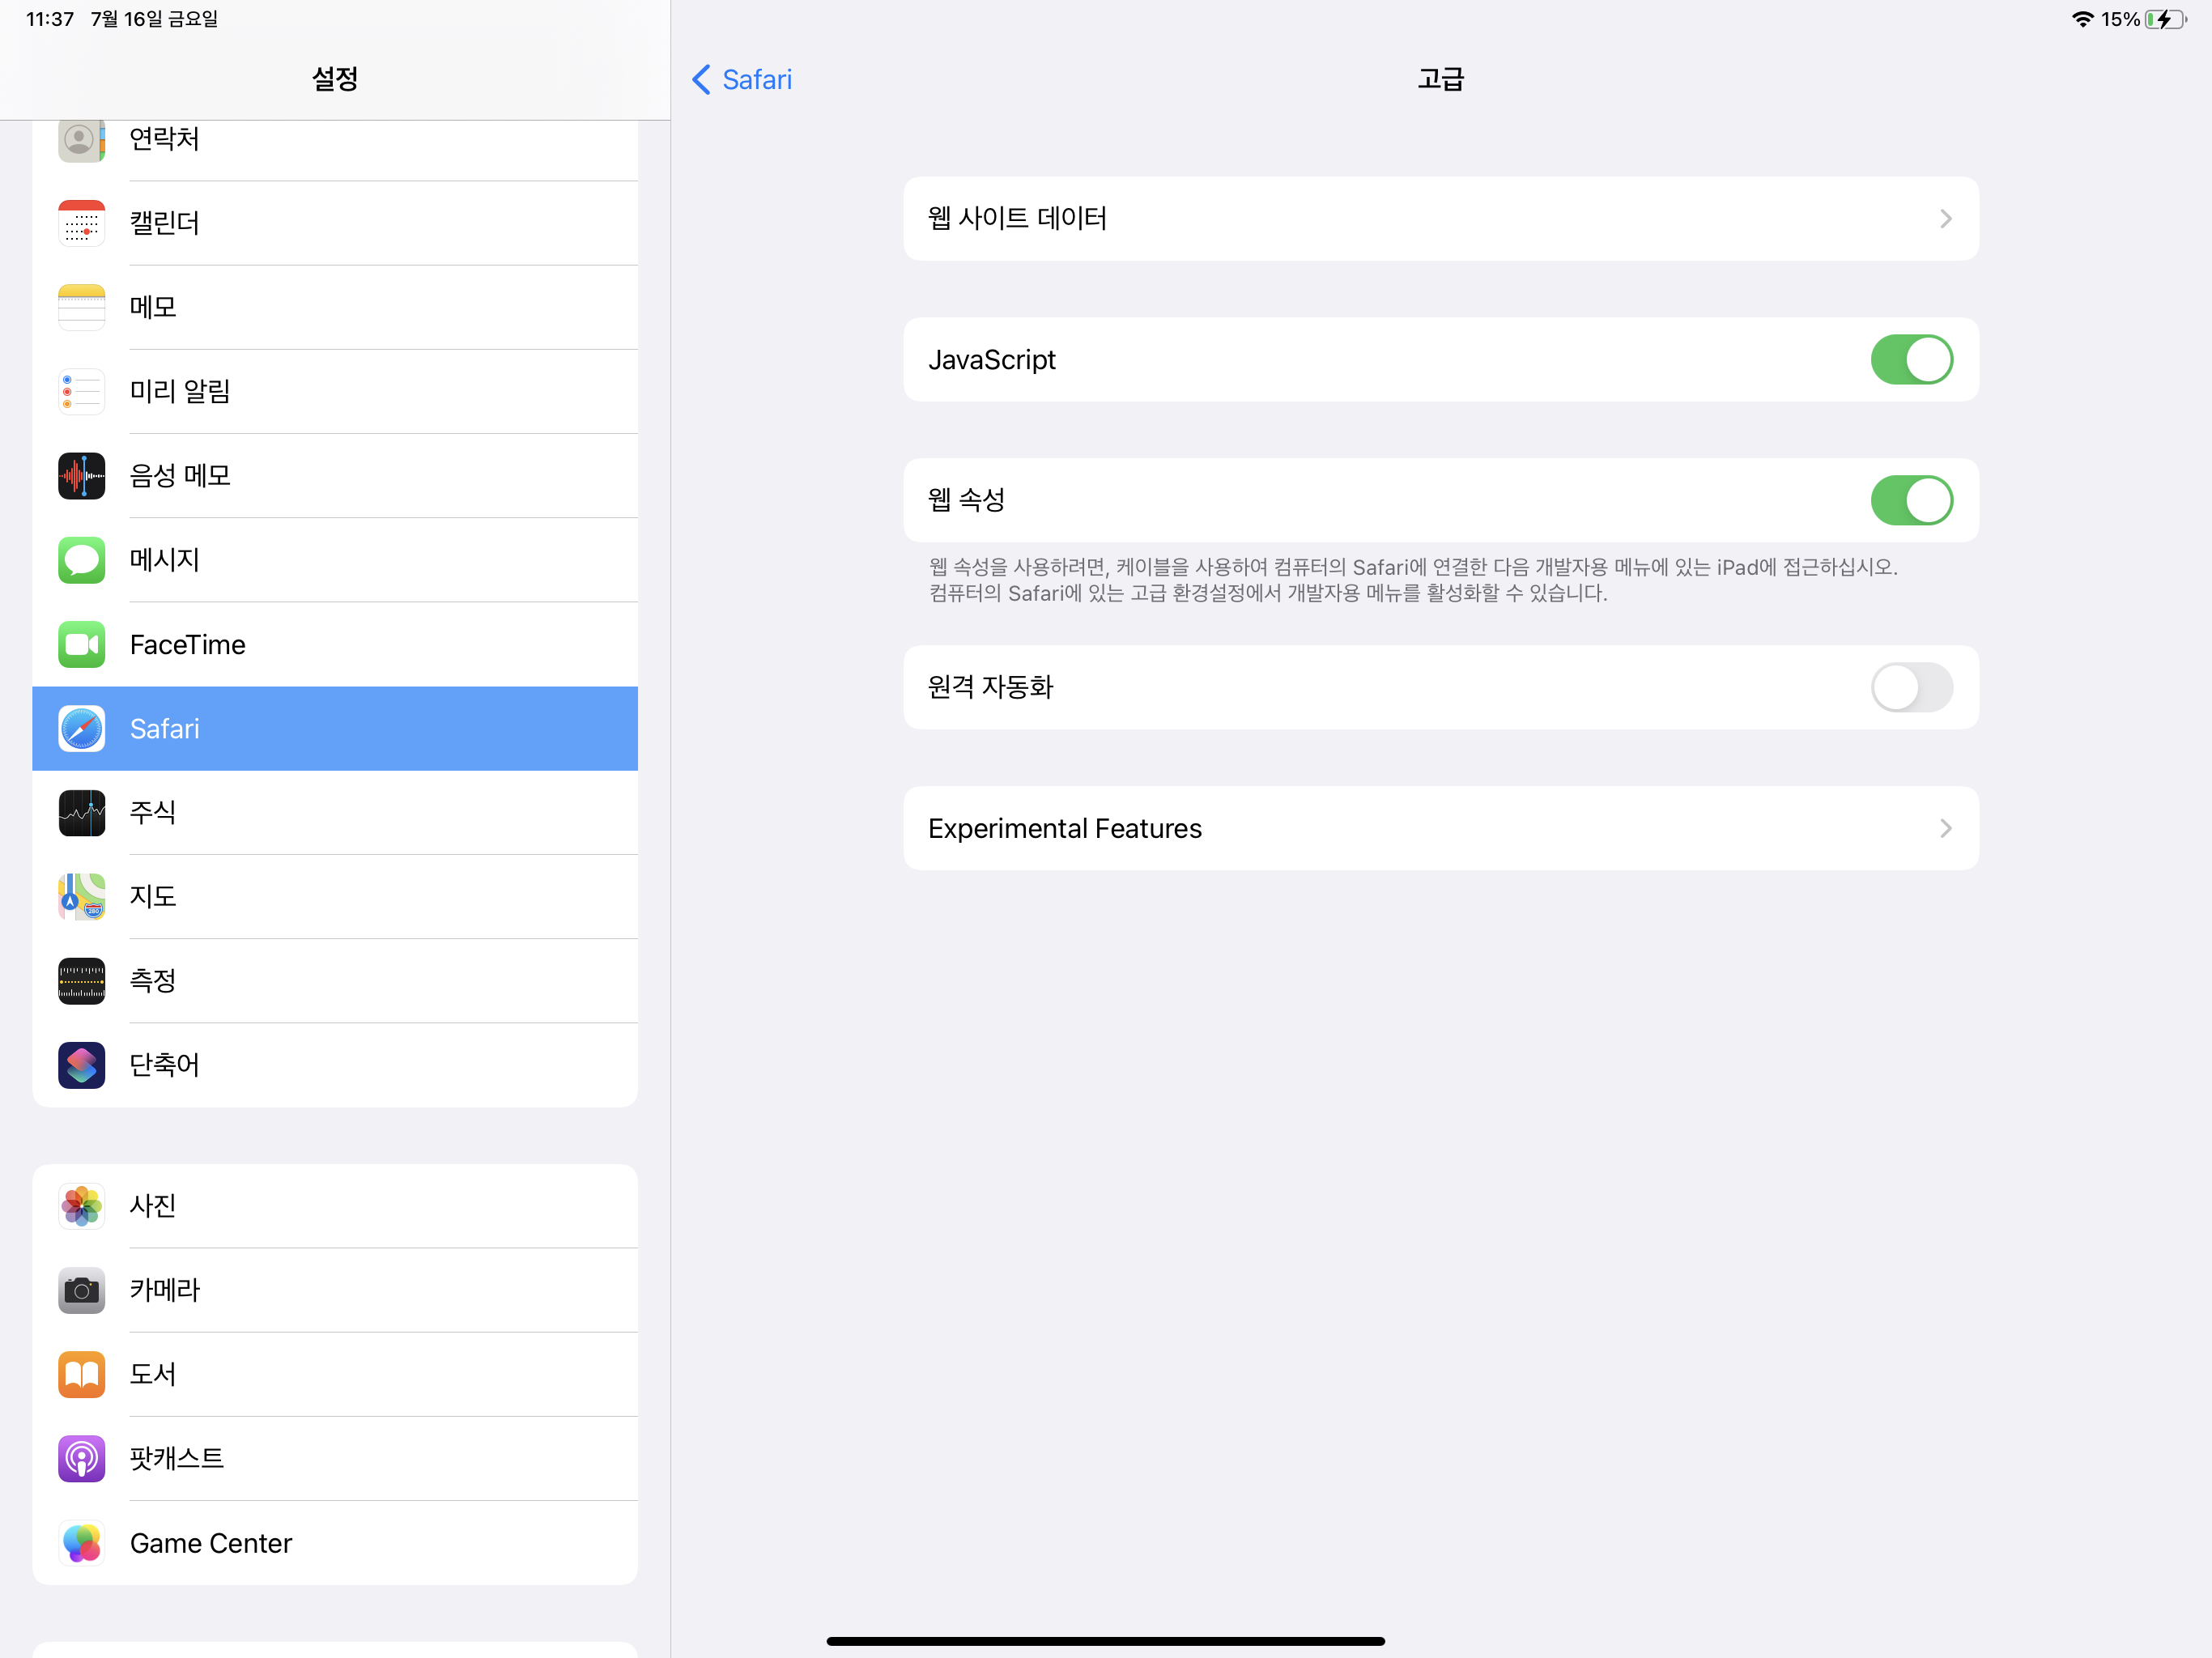 11:37 7월 16일 금요일
15%
설정
연락처
캘린더
메모
미리 알림
음성 메모
메시지
FaceTime
Safari
주식
지도
측정
단축어
사진
카메라
도서
팟캐스트
Game Center
Safari
고급
웹 사이트 데이터
JavaScript
웹 속성
웹 속성을 사용하려면, 케이블을 사용하여 컴퓨터의 Safari에 연결한 다음 개발자용 메뉴에 있는 iPad에 접근하십시오.
컴퓨터의 Safari에 있는 고급 환경설정에서 개발자용 메뉴를 활성화할 수 있습니다.
원격 자동화
Experimental Features